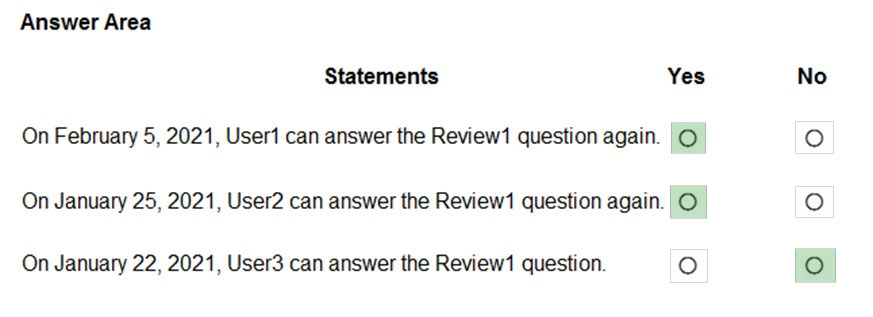 Answer Area
Statements Yes No
On February 5, 2021, User1 can answer the Review1 question again.
On January 25, 2021, User2 can answer the Review1 question again.
On January 22, 2021, User3 can answer the Review1 question.